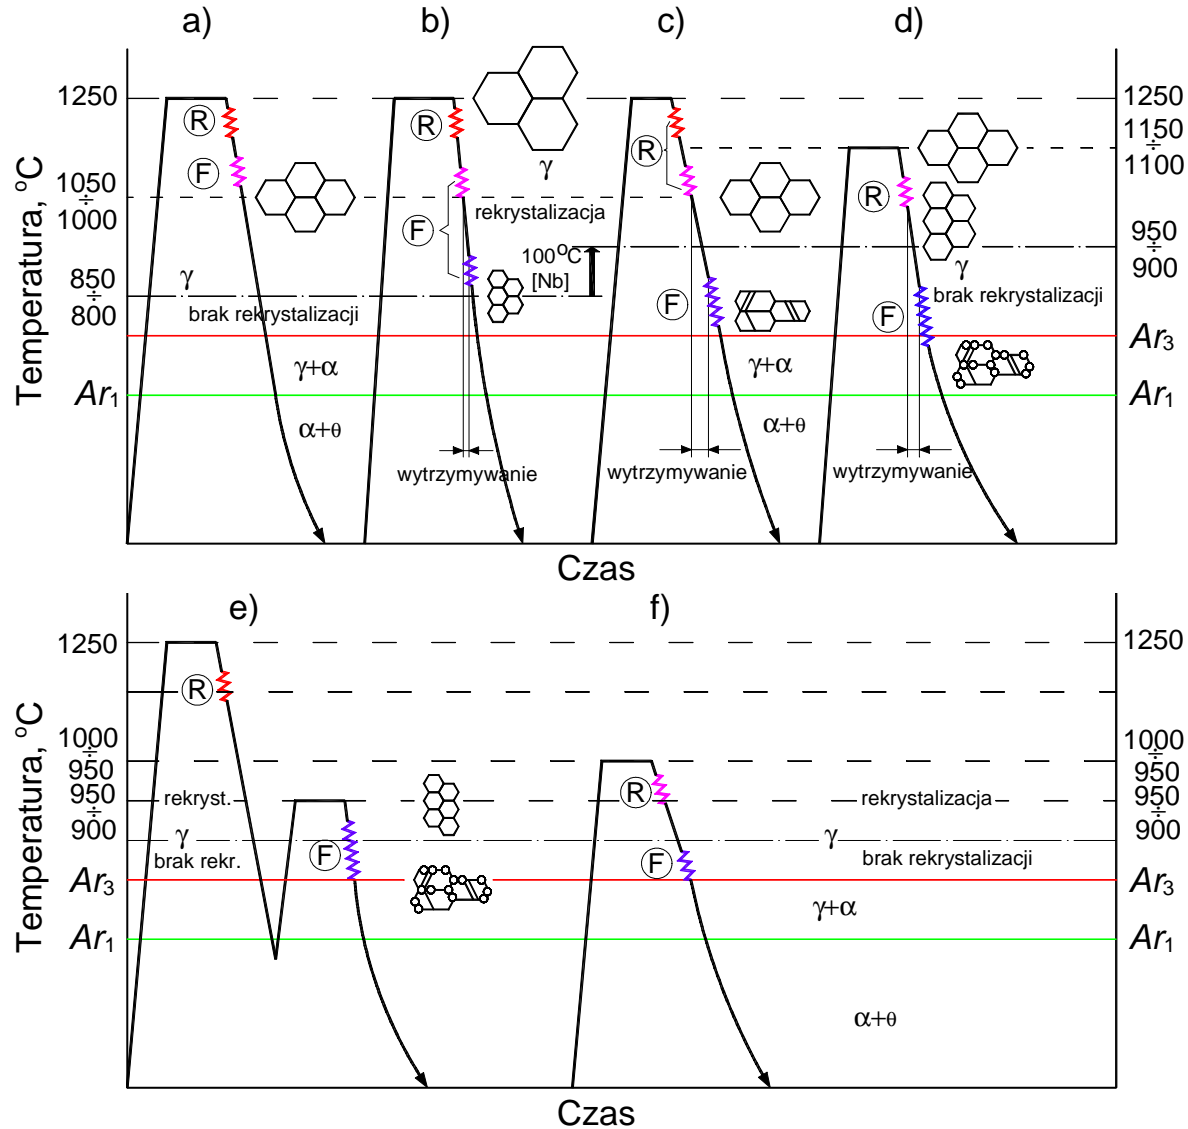 a) b) c) d)
1250 1250
R R R
F
γ
1150
÷
1100
1050
÷
1000
R
rekrystalizacja
F
100°C
[Nb]
950
÷
900
γ γ
850
÷
800
brak rekrystalizacji brak rekrystalizacji
F F
Ar3
γ+α γ+α
Ar1 Ar1
α+θ α+θ
wytrzymywanie wytrzymywanie wytrzymywanie
Temperatura, °C
Czas
e) f)
1250 1250
R
1000
÷
950
1000
÷
950
R
950
÷
900
950
÷
900
rekryst. rekrystalizacja
γ γ
brak rekr. brak rekrystalizacji
F F
Ar3 Ar3
γ+α
Ar1 Ar1
α+θ
Temperatura, °C
Czas